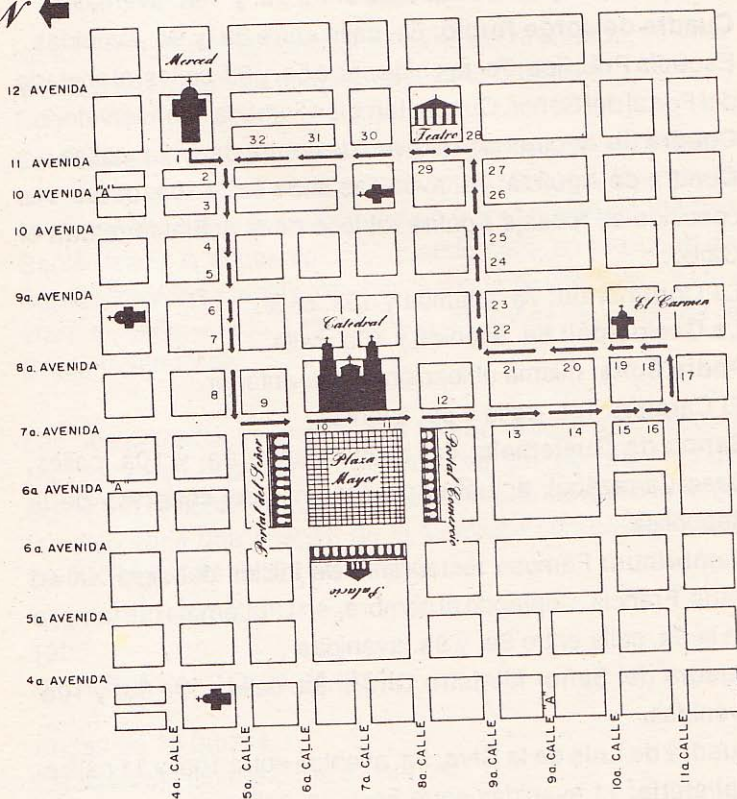 N
Merced
12 AVENIDA
Teatro
32 31 30 28
11 AVENIDA
1
2 29 27
10 AVENIDA "A"
3 26
10 AVENIDA
4 25
5 24
9a. AVENIDA
6 23
El Carmen
Catedral
7 22
8a. AVENIDA
8 9 21 20 19 18 17
10 11 12
7a. AVENIDA
13 14 15 16
Portal del Señor
Plaza
Mayor
Portal Comercio
6a AVENIDA "A"
6a. AVENIDA
Palacio
5a AVENIDA
4a AVENIDA
4a. CALLE
5a. CALLE
6a CALLE
7a. CALLE
8a. CALLE
9a. CALLE
9a. CALLE "A"
10a. CALLE
11a CALLE